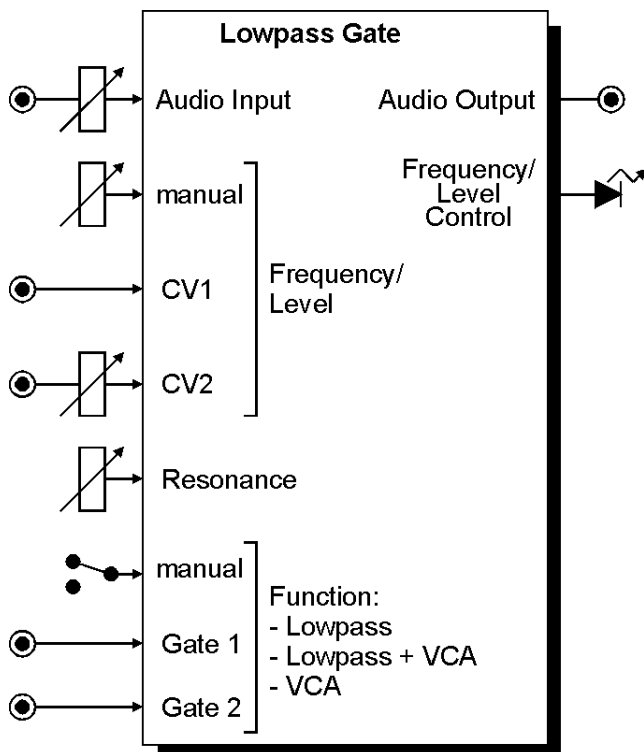 Lowpass Gate
Audio Input
Audio Output
manual
Frequency/
Level
Control
CV1
Frequency/
Level
CV2
Resonance
manual
Function:
- Lowpass
Gate 1
- Lowpass + VCA
- VCA
Gate 2